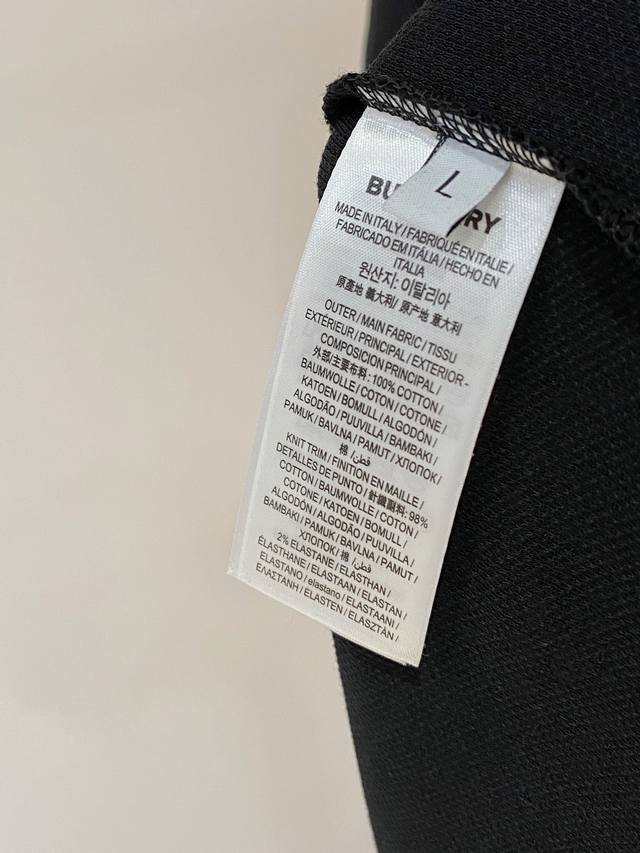 L
BU RRY
MADE IN ITALY / FABRIQUÉ EN ITALIE /
FABRICADO EM ITÁLIA / HECHO EN
ITALIA
원산지: 이탈리아
原產地 義大利/ 原产地 意大利
OUTER / MAIN FABRIC / TISSU
EXTÉRIEUR / PRINCIPAL / EXTERIOR-
COMPOSICION PRINCIPAL /
外部/主要布料: 100% COTTON /
BAUMWOLLE / COTON / COTONE /
KATOEN / BOMULL / ALGODÓN /
ALGODÃO / PUUVILLA / BAMBAKI /
PAMUK / BAVLNA / PAMUT / ХЛОПОК /
棉 /قطن
KNIT TRIM / FINITION EN MAILLE /
DETALLES DE PUNTO / 針織副料: 98%
COTTON / BAUMWOLLE / COTON /
COTONE / KATOEN / BOMULL /
ALGODÓN / ALGODÃO / PUUVILLA /
BAMBAKI / PAMUK / BAVLNA / PAMUT /
ХЛОПОК / 棉 /قطن
2% ELASTANE / ELASTHAN /
ÉLASTHANE / ELASTAAN / ELASTAN /
ELASTANO / elastano / ELASTAANI /
ΕΛΑΣΤΑΝΗ / ELASTEN / ELASZTÁN /